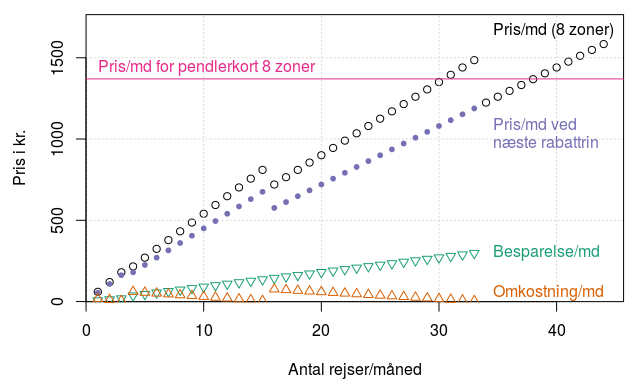 Pris/md (8 zoner)
Pris/md for pendlerkort 8 zoner
Pris/md ved
næste rabattrin
Besparelse/md
Omkostning/md
1500
1000
500
0
Pris i kr.
0 10 20 30 40
Antal rejser/måned